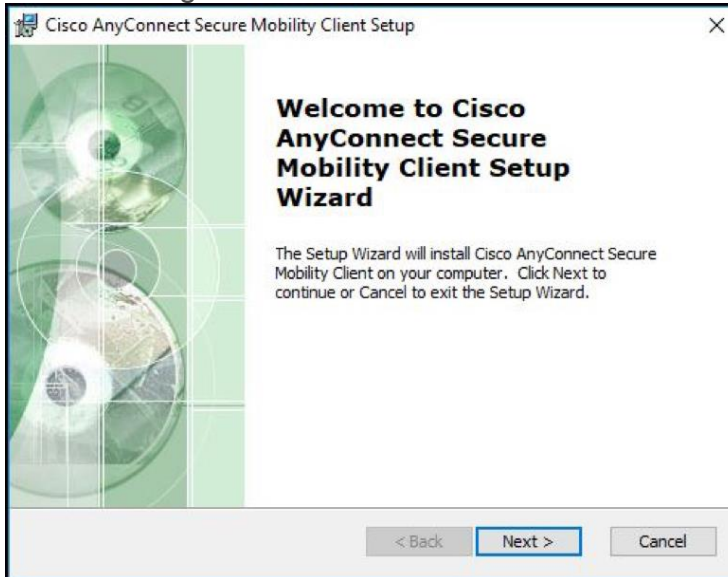 Cisco AnyConnect Secure Mobility Client Setup
Welcome to Cisco
AnyConnect Secure
Mobility Client Setup
Wizard
The Setup Wizard will install Cisco AnyConnect Secure
Mobility Client on your computer. Click Next to
continue or Cancel to exit the Setup Wizard.
< Back
Next >
Cancel